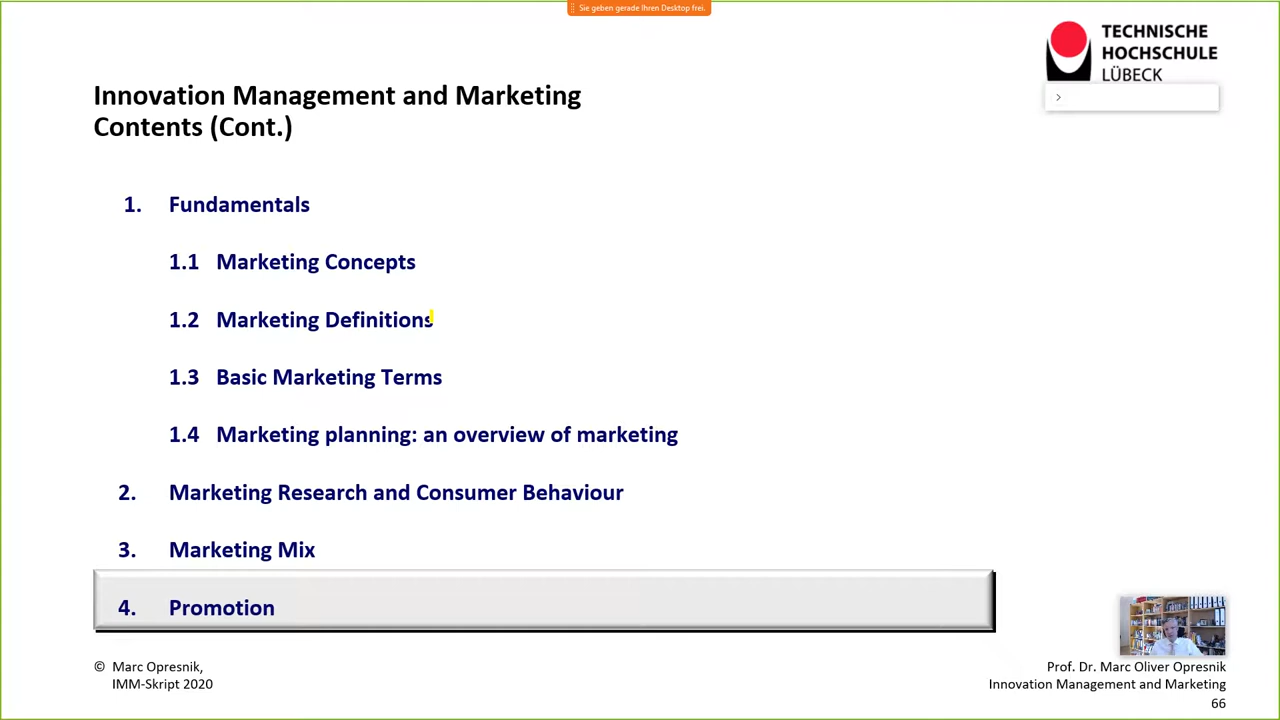 Sie geben gerade Ihren Desktop frei.
TECHNISCHE
HOCHSCHULE
LÜBECK
Innovation Management and Marketing
Contents (Cont.)
1. Fundamentals
1.1 Marketing Concepts
1.2 Marketing Definitions
1.3 Basic Marketing Terms
1.4 Marketing planning: an overview of marketing
2. Marketing Research and Consumer Behaviour
3. Marketing Mix
4. Promotion
© Marc Opresnik,
IMM-Skript 2020
Prof. Dr. Marc Oliver Opresnik
Innovation Management and Marketing
66